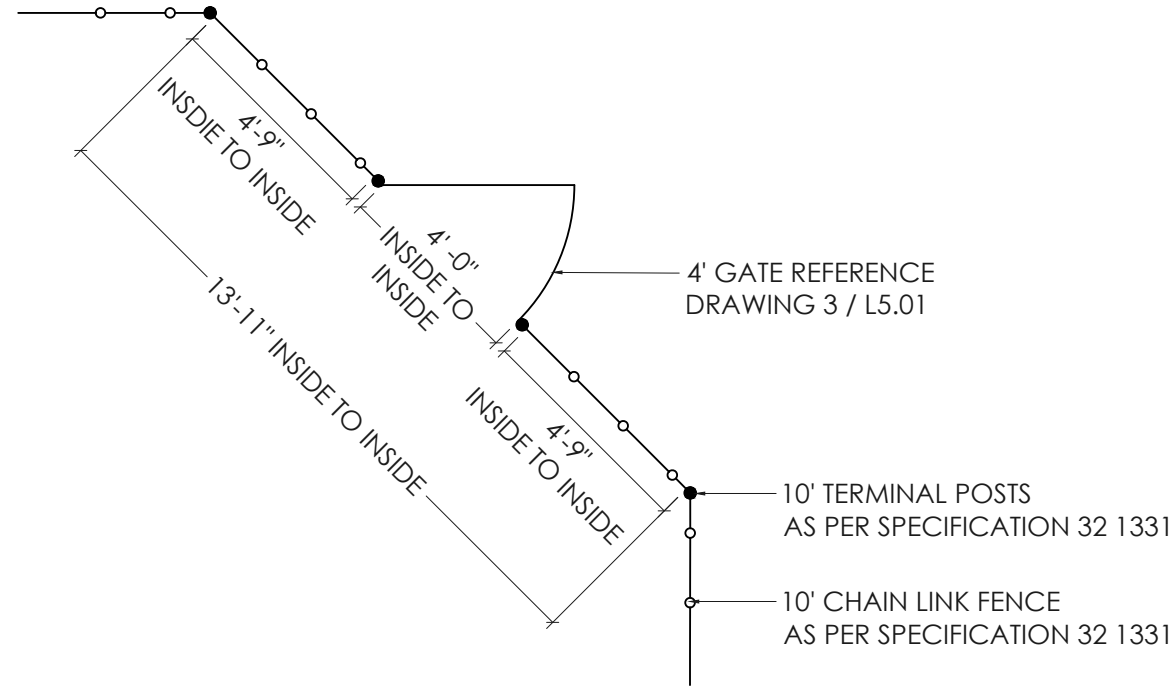 4'-9"
INSDIE TO INSIDE
4'-0"
INSIDE TO
INSIDE
13'-11" INSIDE TO INSIDE
4'-9"
INSIDE TO INSIDE
4' GATE REFERENCE
DRAWING 3 / L5.01
10' TERMINAL POSTS
AS PER SPECIFICATION 32 1331
10' CHAIN LINK FENCE
AS PER SPECIFICATION 32 1331